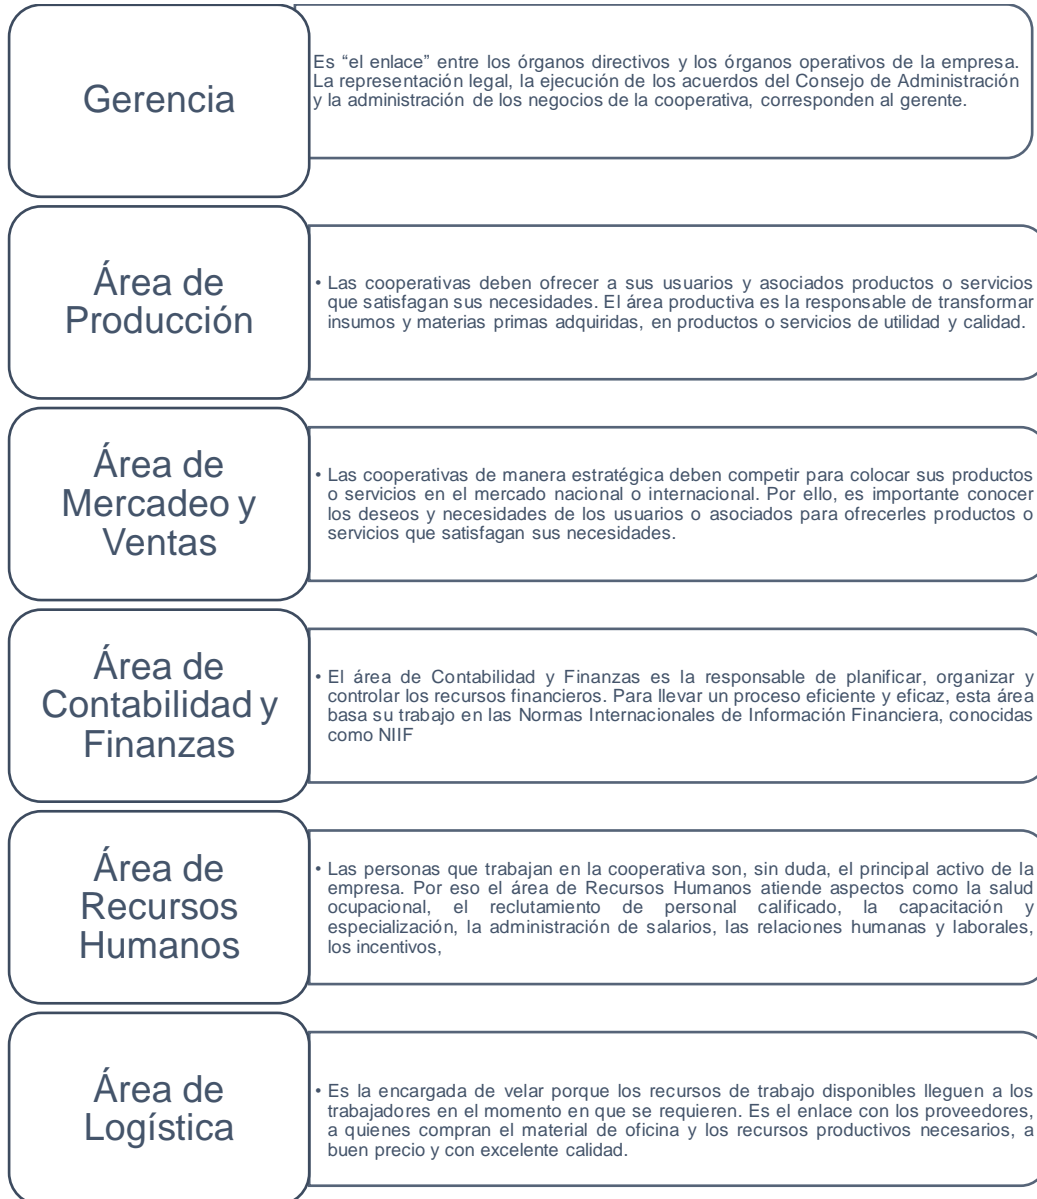 Gerencia
Es “el enlace” entre los órganos directivos y los órganos operativos de la empresa.
La representación legal, la ejecución de los acuerdos del Consejo de Administración
y la administración de los negocios de la cooperativa, corresponden al gerente.
Área de
Producción
• Las cooperativas deben ofrecer a sus usuarios y asociados productos o servicios
que satisfagan sus necesidades. El área productiva es la responsable de transformar
insumos y materias primas adquiridas, en productos o servicios de utilidad y calidad.
Área de
Mercadeo y
Ventas
• Las cooperativas de manera estratégica deben competir para colocar sus productos
o servicios en el mercado nacional o internacional. Por ello, es importante conocer
los deseos y necesidades de los usuarios o asociados para ofrecerles productos o
servicios que satisfagan sus necesidades.
Área de
Contabilidad y
Finanzas
• El área de Contabilidad y Finanzas es la responsable de planificar, organizar y
controlar los recursos financieros. Para llevar un proceso eficiente y eficaz, esta área
basa su trabajo en las Normas Internacionales de Información Financiera, conocidas
como NIIF
Área de
Recursos
Humanos
• Las personas que trabajan en la cooperativa son, sin duda, el principal activo de la
empresa. Por eso el área de Recursos Humanos atiende aspectos como la salud
ocupacional, el reclutamiento de personal calificado, la capacitación y
especialización, la administración de salarios, las relaciones humanas y laborales,
los incentivos,
Área de
Logística
• Es la encargada de velar porque los recursos de trabajo disponibles lleguen a los
trabajadores en el momento en que se requieren. Es el enlace con los proveedores,
a quienes compran el material de oficina y los recursos productivos necesarios, a
buen precio y con excelente calidad.